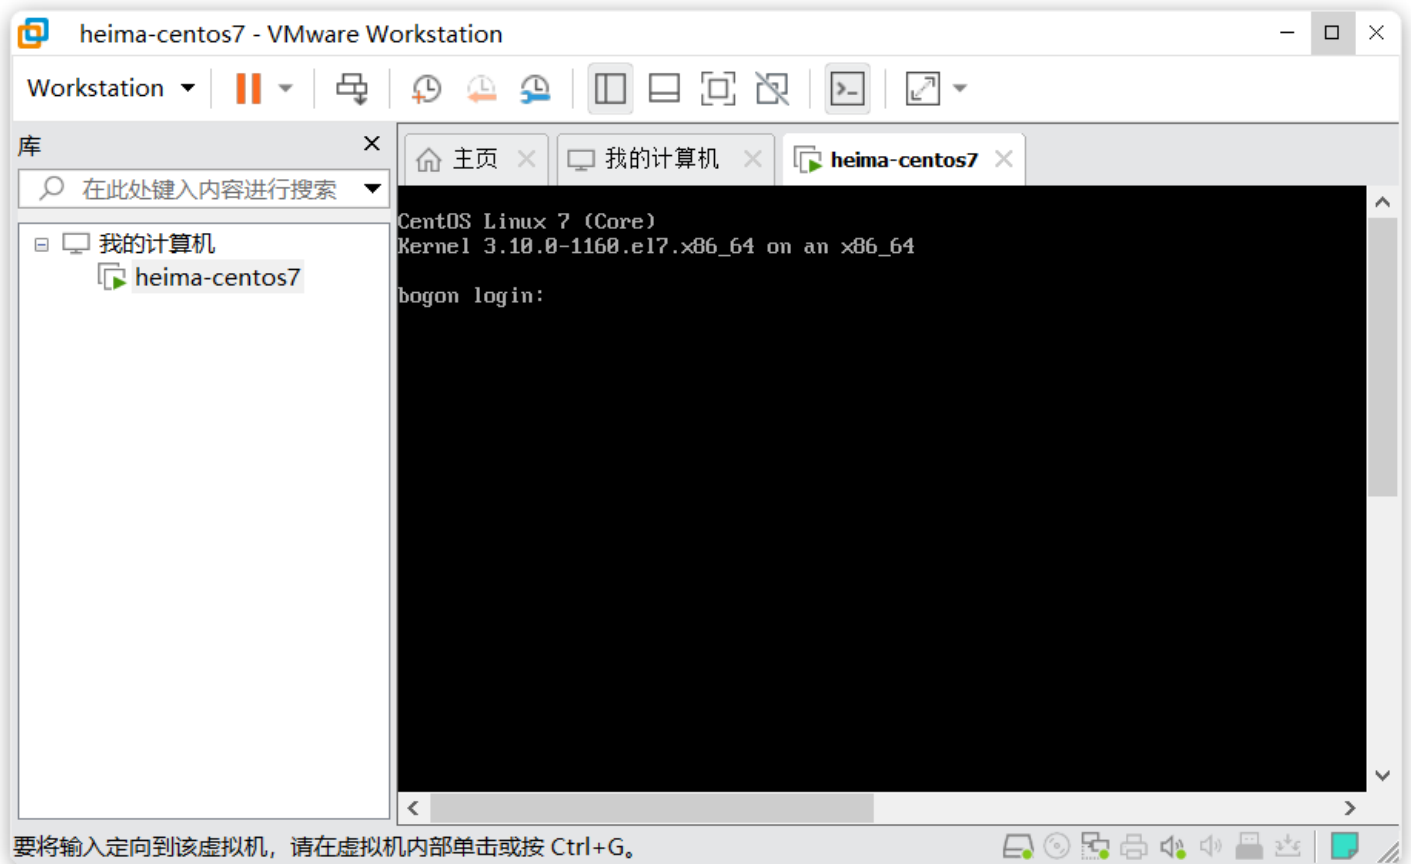 heima-centos7 - VMware Workstation
Workstation
库
在此处键入内容进行搜索
我的计算机
heima-centos7
主页
我的计算机
heima-centos7
CentOS Linux 7 (Core)
Kernel 3.10.0-1160.el7.x86_64 on an x86_64
bogon login:
要将输入定向到该虚拟机，请在虚拟机内部单击或按 Ctrl+G。